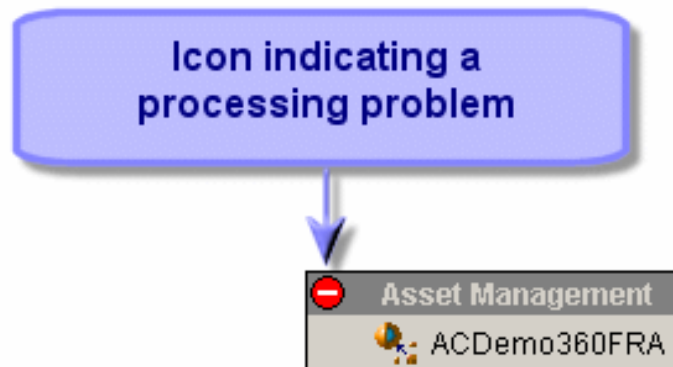 Icon indicating a
processing problem
Asset Management
ACDemo360FRA